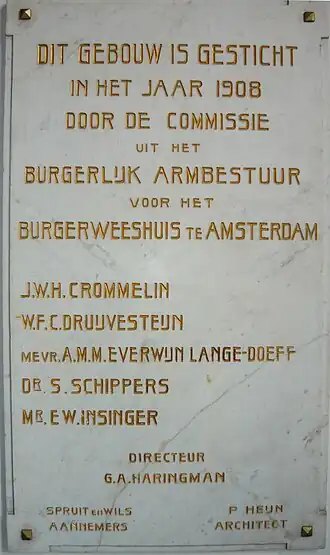 DIT GEBOUW IS GESTICHT
IN HET JAAR 1908
DOOR DE COMMISSIE
UIT HET
BURGERLIJK ARMBESTUUR
VOOR HET
BURGERWEESHUIS TE AMSTERDAM
J.W.H. CROMMELIN
W.F.C. DRUIJVESTEIJN
MEVR. A.M.M. EVERWIJN LANGE-DOEFF
DR. S. SCHIPPERS
MR. E.W. INSINGER
DIRECTEUR
G.A. HARINGMAN
SPRUIT EN WILS
AANNEMERS
P HEIJN
ARCHITECT